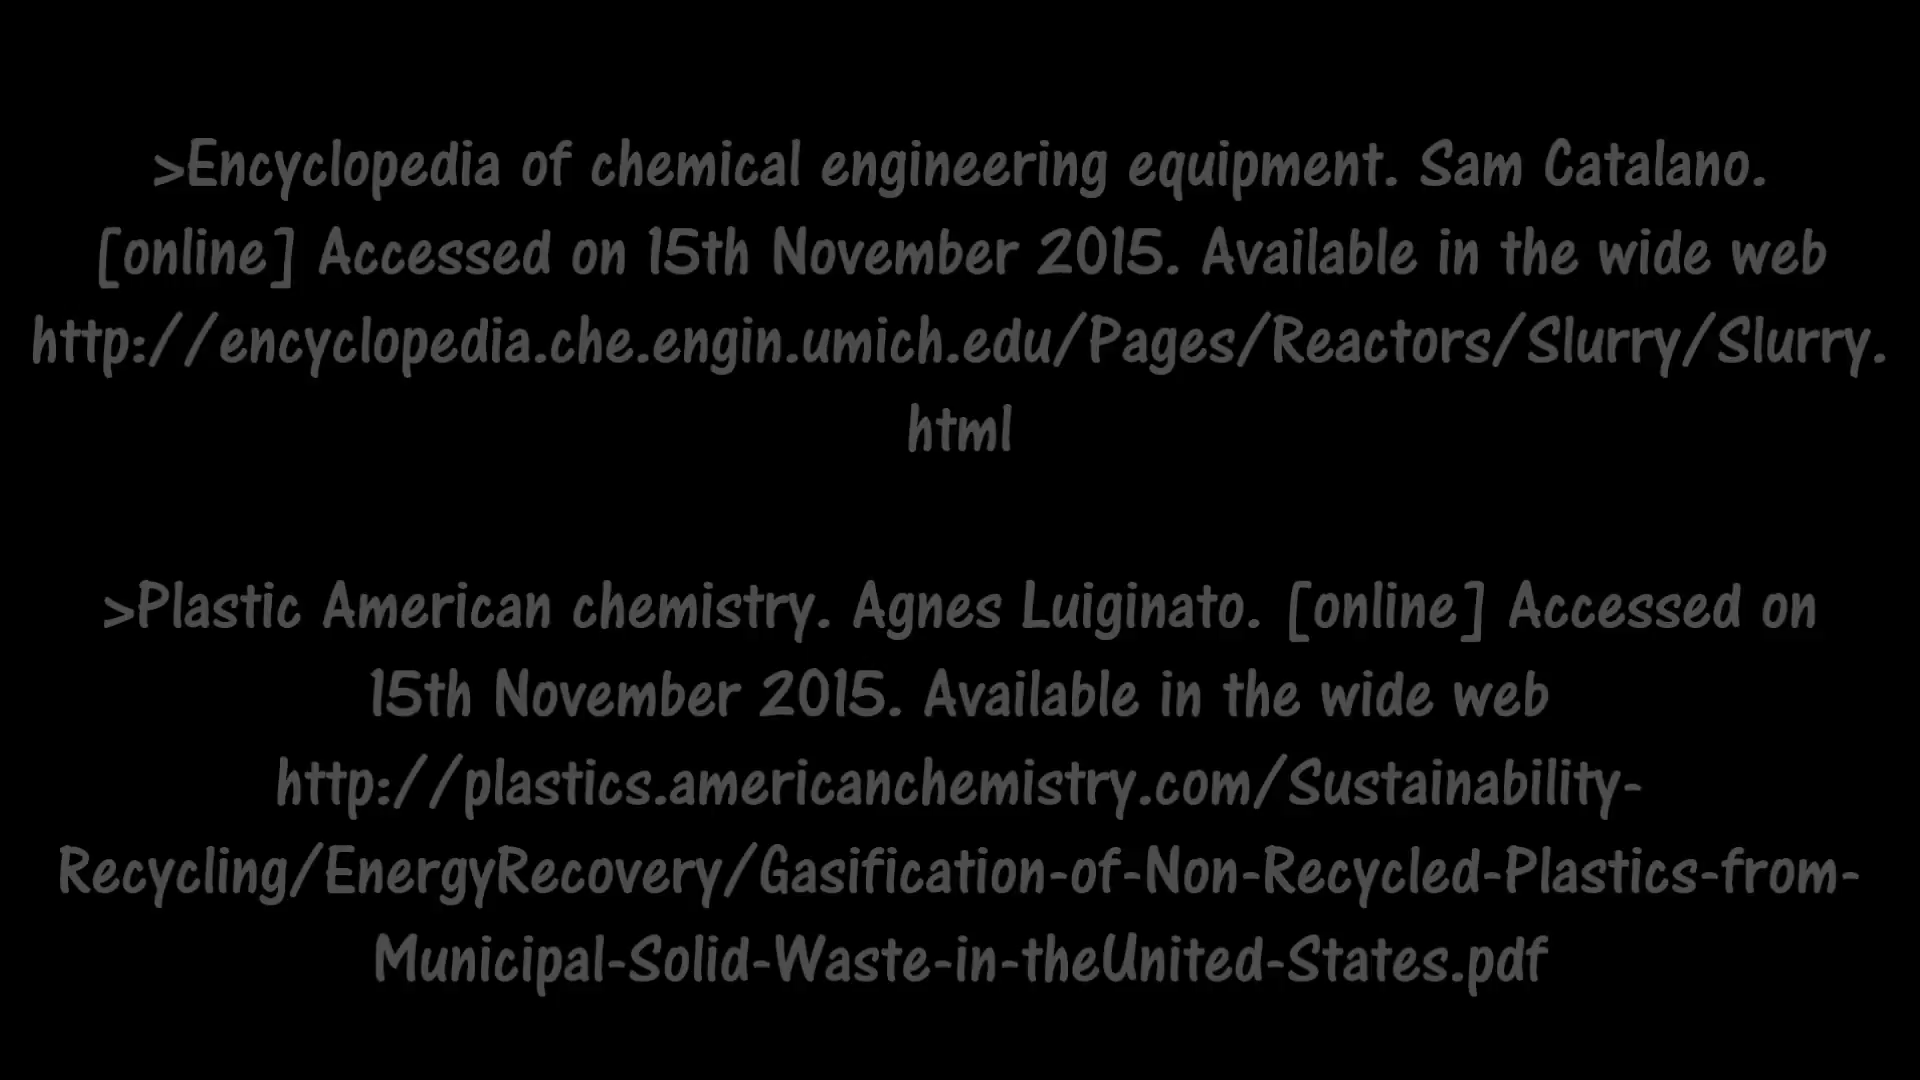 >Encyclopedia of chemical engineering equipment. Sam Catalano.
[online] Accessed on 15th November 2015. Available in the wide web
http://encyclopedia.che.engin.umich.edu/Pages/Reactors/Slurry/Slurry.
html
>Plastic American chemistry. Agnes Luiginato. [online] Accessed on
15th November 2015. Available in the wide web
http://plastics.americanchemistry.com/Sustainability-
Recycling/EnergyRecovery/Gasification-of-Non-Recycled-Plastics-from-
Municipal-Solid-Waste-in-theUnited-States.pdf